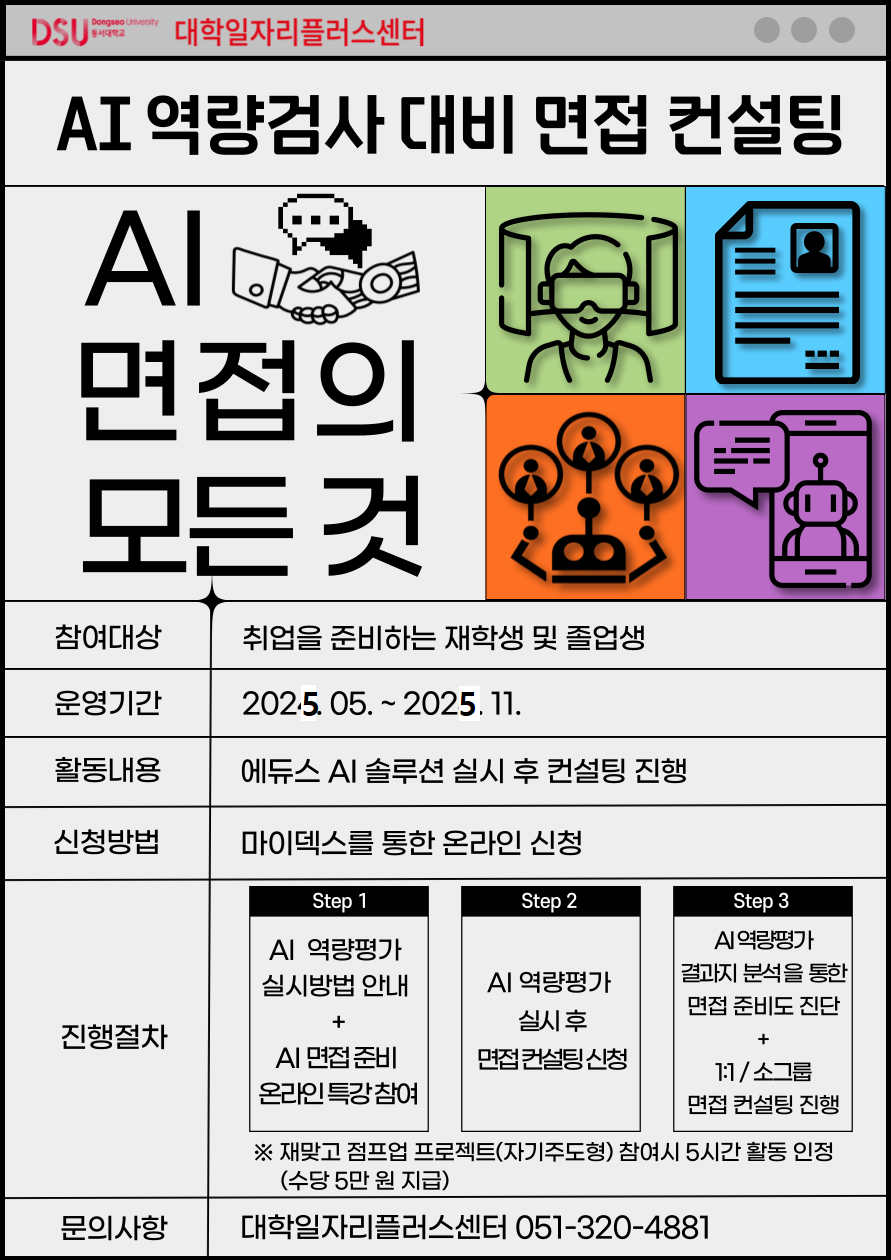 DSU Dongseo University 동서대학교 대학일자리플러스센터
AI 역량검사 대비 면접 컨설팅
AI
면접의
모든 것
참여대상 취업을 준비하는 재학생 및 졸업생
운영기간 2025. 05. ~ 2025. 11.
활동내용 에듀스 AI 솔루션 실시 후 컨설팅 진행
신청방법 마이덱스를 통한 온라인 신청
진행절차
Step 1
AI 역량평가
실시방법 안내
+
AI 면접 준비
온라인 특강 참여
Step 2
AI 역량평가
실시 후
면접 컨설팅 신청
Step 3
AI 역량평가
결과지 분석을 통한
면접 준비도 진단
+
1:1 / 소그룹
면접 컨설팅 진행
※ 재맞고 점프업 프로젝트(자기주도형) 참여시 5시간 활동 인정
(수당 5만 원 지급)
문의사항 대학일자리플러스센터 051-320-4881